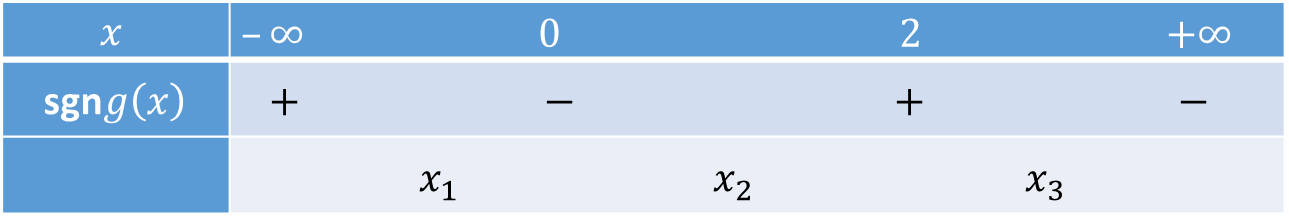 x – ∞ 0 2 +∞
sgn g(x) + − + −
x₁ x₂ x₃